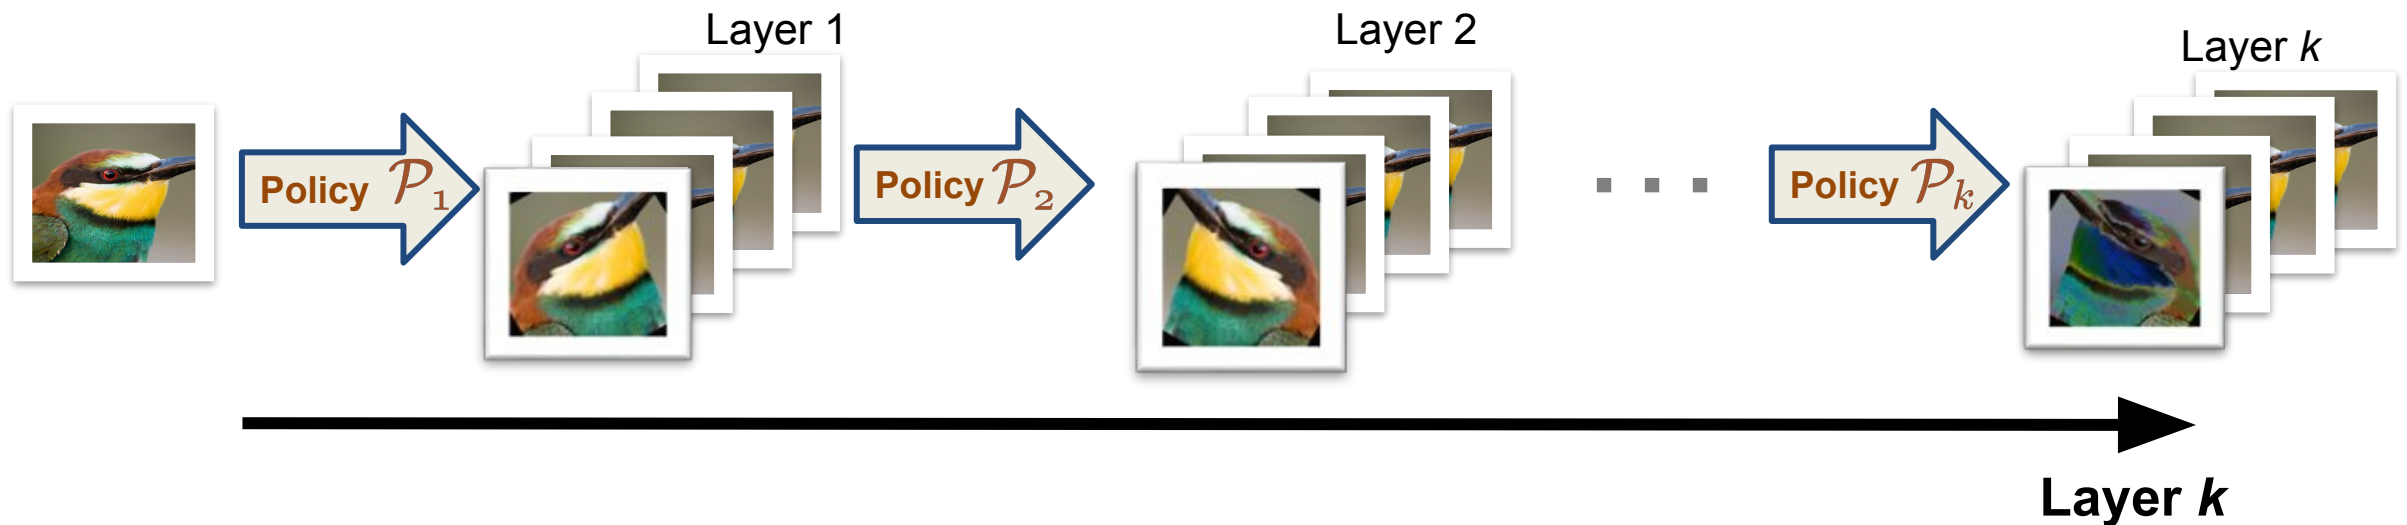 Layer 1
Layer 2
Layer k
Policy 𝒫₁
Policy 𝒫₂
. . .
Policy 𝒫ₖ
Layer k